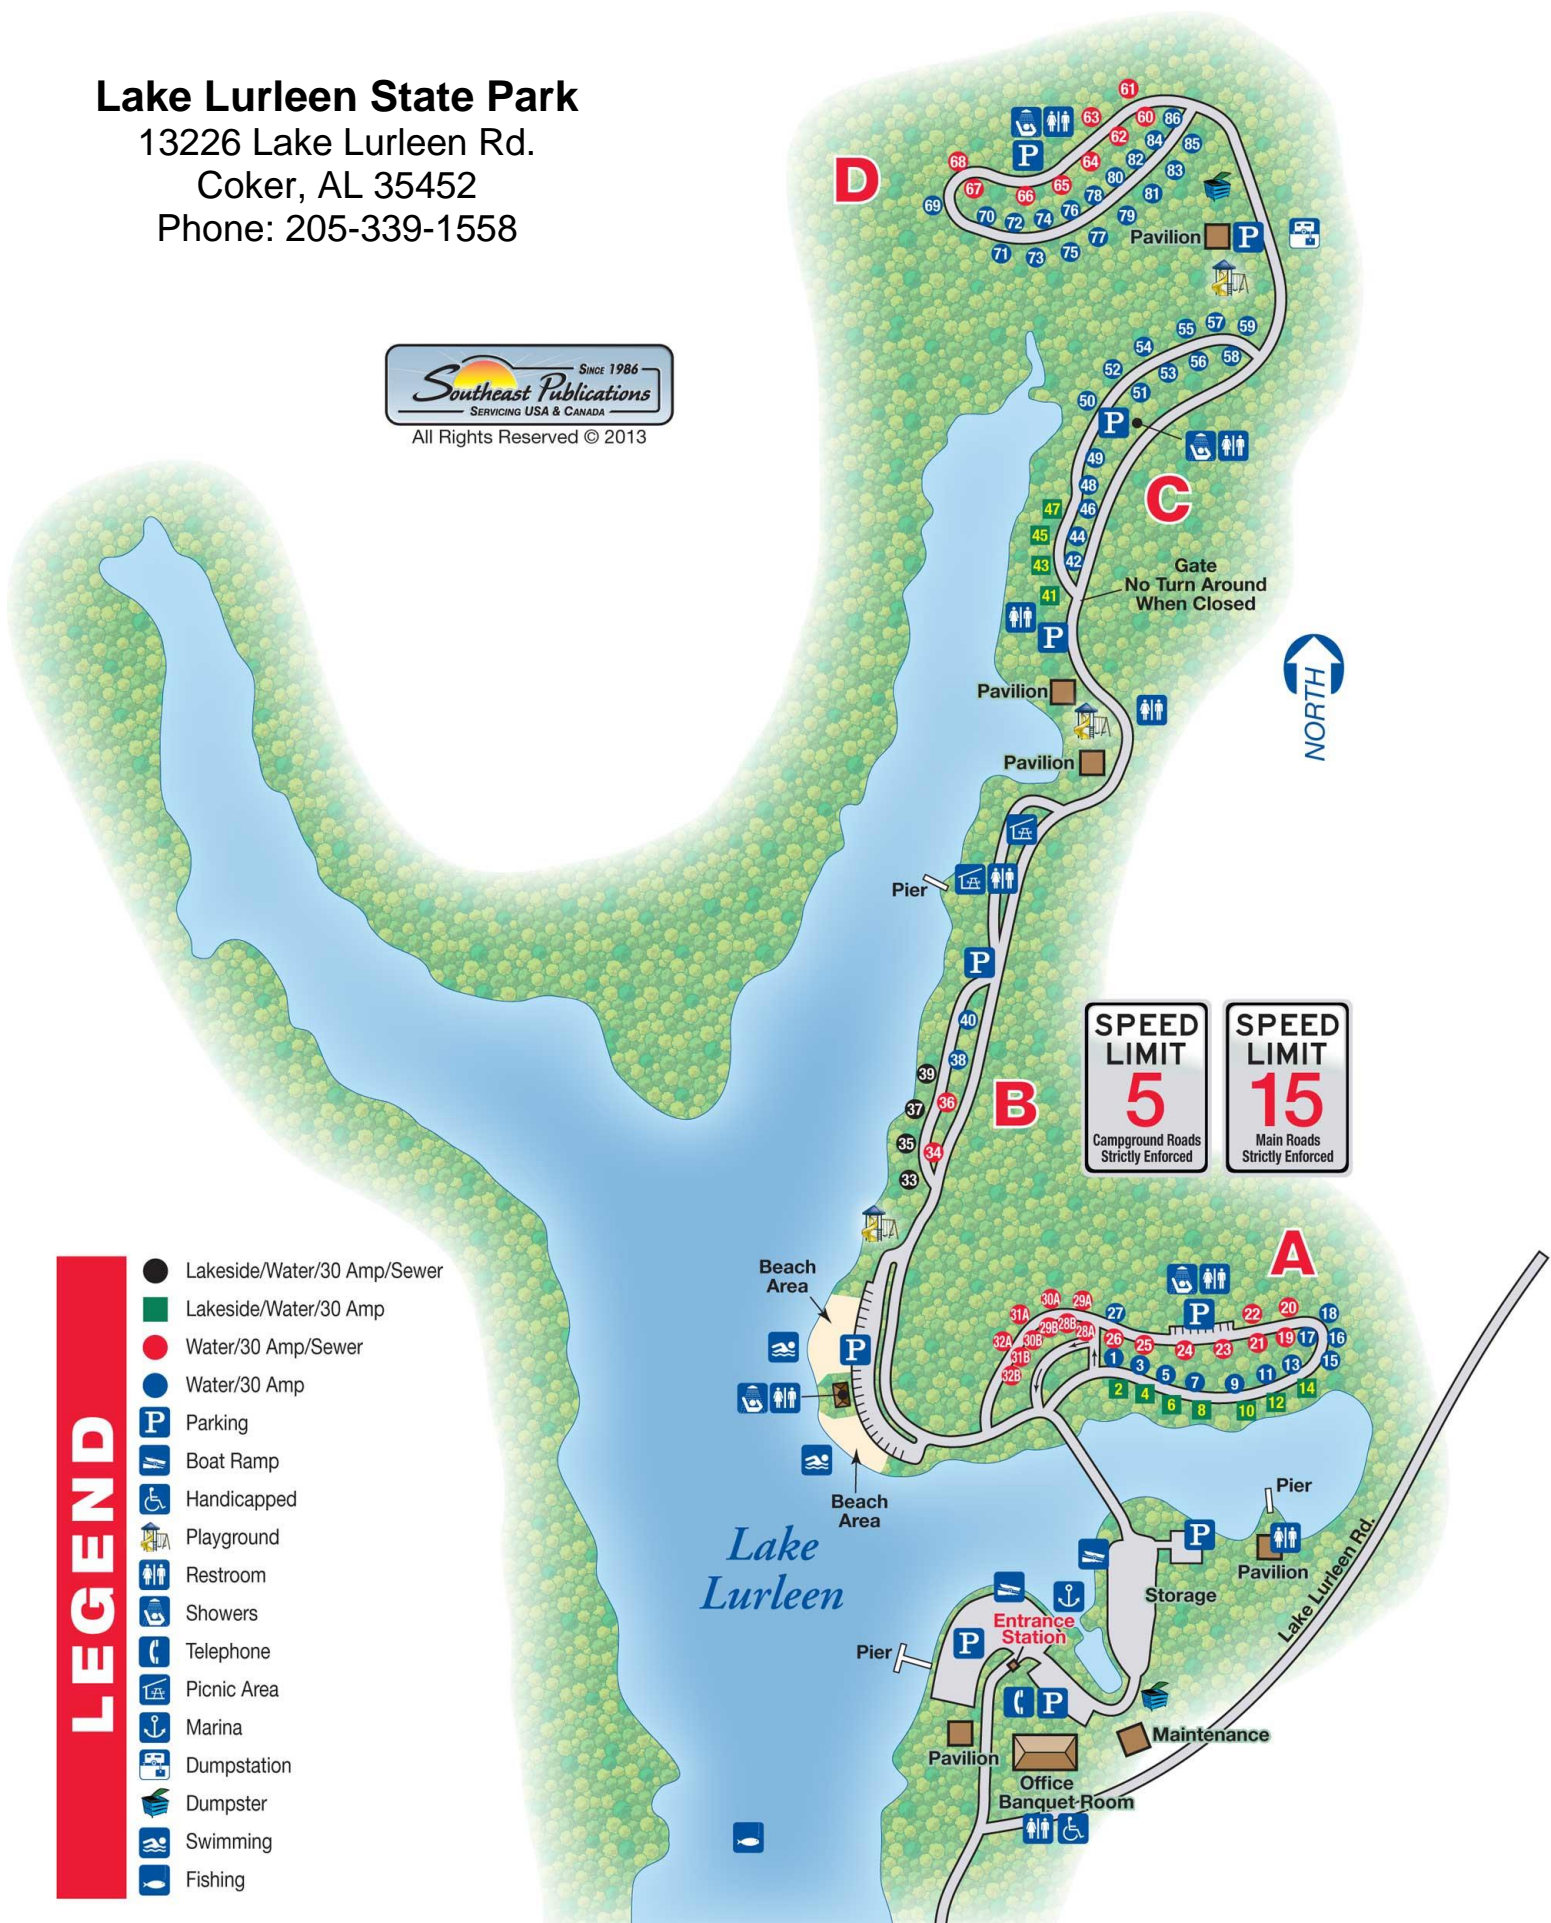 Lake Lurleen State Park
13226 Lake Lurleen Rd.
Coker, AL 35452
Phone: 205-339-1558
SINCE 1986
Southeast Publications
SERVICING USA & CANADA
All Rights Reserved © 2013
D
61
63
60
86
62
84
85
68
64
82
83
67
65
80
66
78
81
69
70
72
74
76
79
71
73
75
77
P
Pavilion
P
55
57
59
54
58
52
53
56
50
51
P
49
48
C
47
46
45
44
43
42
41
Gate
No Turn Around
When Closed
P
Pavilion
NORTH
Pavilion
Pier
P
40
38
39
36
37
35
34
33
B
SPEED
LIMIT
5
Campground Roads
Strictly Enforced
SPEED
LIMIT
15
Main Roads
Strictly Enforced
A
Beach
Area
P
30A
29A
27
31A
28B
29B
28A
32A
30B
31B
32B
26
25
24
23
22
21
20
19
18
17
16
15
P
1
3
5
7
9
11
13
2
4
6
8
10
12
14
Beach
Area
Lake
Lurleen
Pier
P
Pavilion
Storage
Lake Lurleen Rd.
Entrance
Station
P
Pier
P
Maintenance
Pavilion
Office
Banquet Room
LEGEND
Lakeside/Water/30 Amp/Sewer
Lakeside/Water/30 Amp
Water/30 Amp/Sewer
Water/30 Amp
P Parking
Boat Ramp
Handicapped
Playground
Restroom
Showers
Telephone
Picnic Area
Marina
Dumpstation
Dumpster
Swimming
Fishing